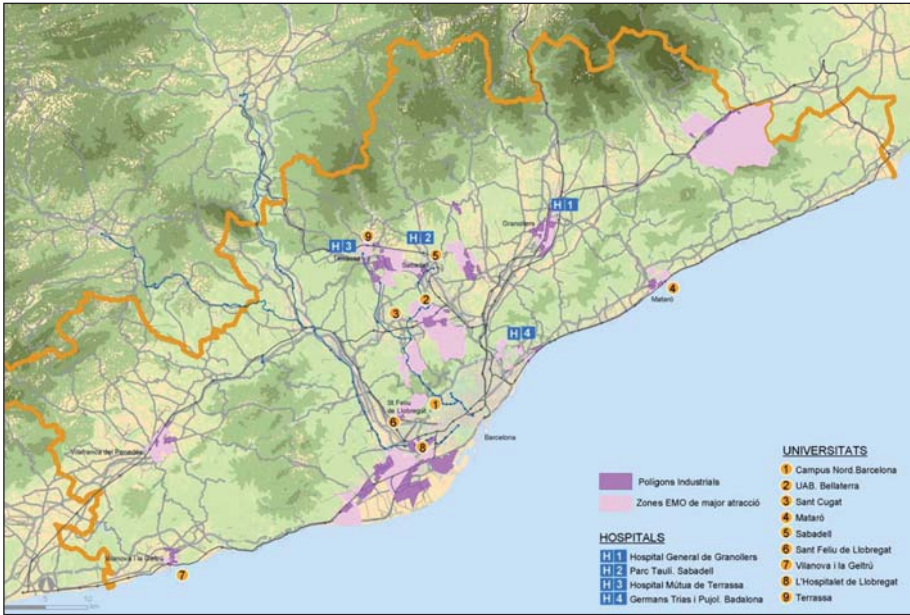 H 1
Granollers
9
H 2
H 3
Terrassa
5
Sabadell
2
4
Mataró
3
H 4
St.Feliu
de Llobregat
1
6
Barcelona
8
Vilafranca del Penedès
Vilanova i la Geltrú
7
5
10
km
Polígons Industrials
Zones EMO de major atracció
HOSPITALS
H 1 Hospital General de Granollers
H 2 Parc Taulí. Sabadell
H 3 Hospital Mútua de Terrassa
H 4 Germans Trias i Pujol. Badalona
UNIVERSITATS
1 Campus Nord.Barcelona
2 UAB. Bellaterra
3 Sant Cugat
4 Mataró
5 Sabadell
6 Sant Feliu de Llobregat
7 Vilanova i la Geltrú
8 L'Hospitalet de Llobregat
9 Terrassa